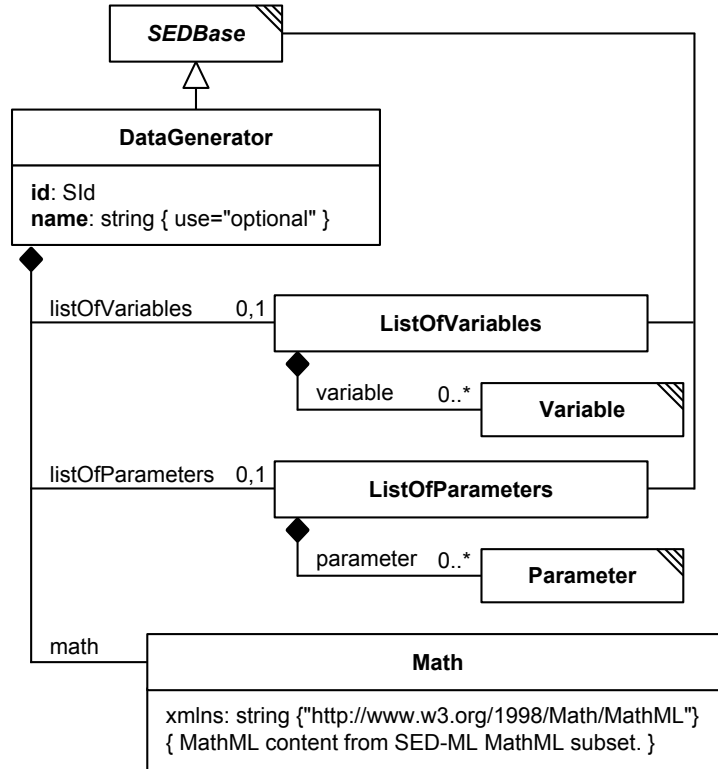 SEDBase
DataGenerator
id: SId
name: string { use="optional" }
listOfVariables 0,1
ListOfVariables
variable 0..*
Variable
listOfParameters 0,1
ListOfParameters
parameter 0..*
Parameter
math
Math
xmlns: string {"http://www.w3.org/1998/Math/MathML"}
{ MathML content from SED-ML MathML subset. }